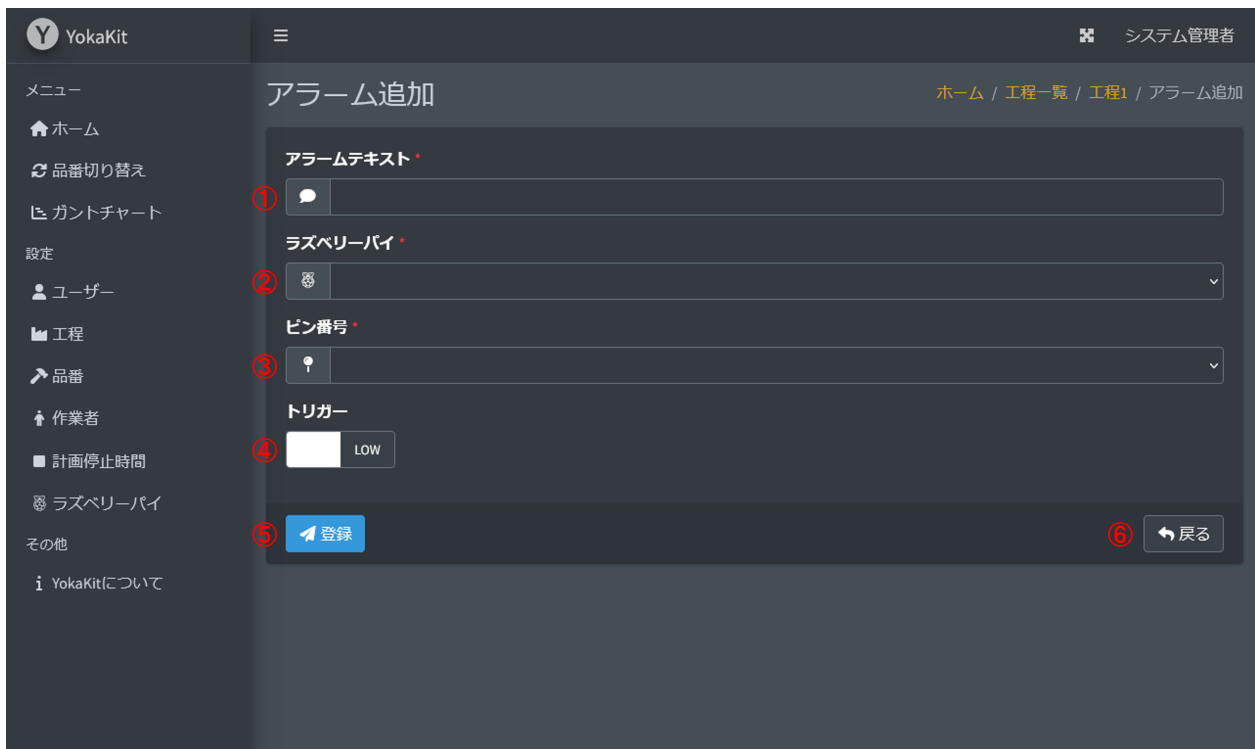 Y YokaKit
システム管理者
メニュー
ホーム
品番切り替え
ガントチャート
設定
ユーザー
工程
品番
作業者
計画停止時間
ラズベリーパイ
その他
YokaKitについて
アラーム追加
ホーム / 工程一覧 / 工程1 / アラーム追加
アラームテキスト *
①
ラズベリーパイ *
②
ピン番号 *
③
トリガー
④ LOW
⑤ 登録
⑥ 戻る